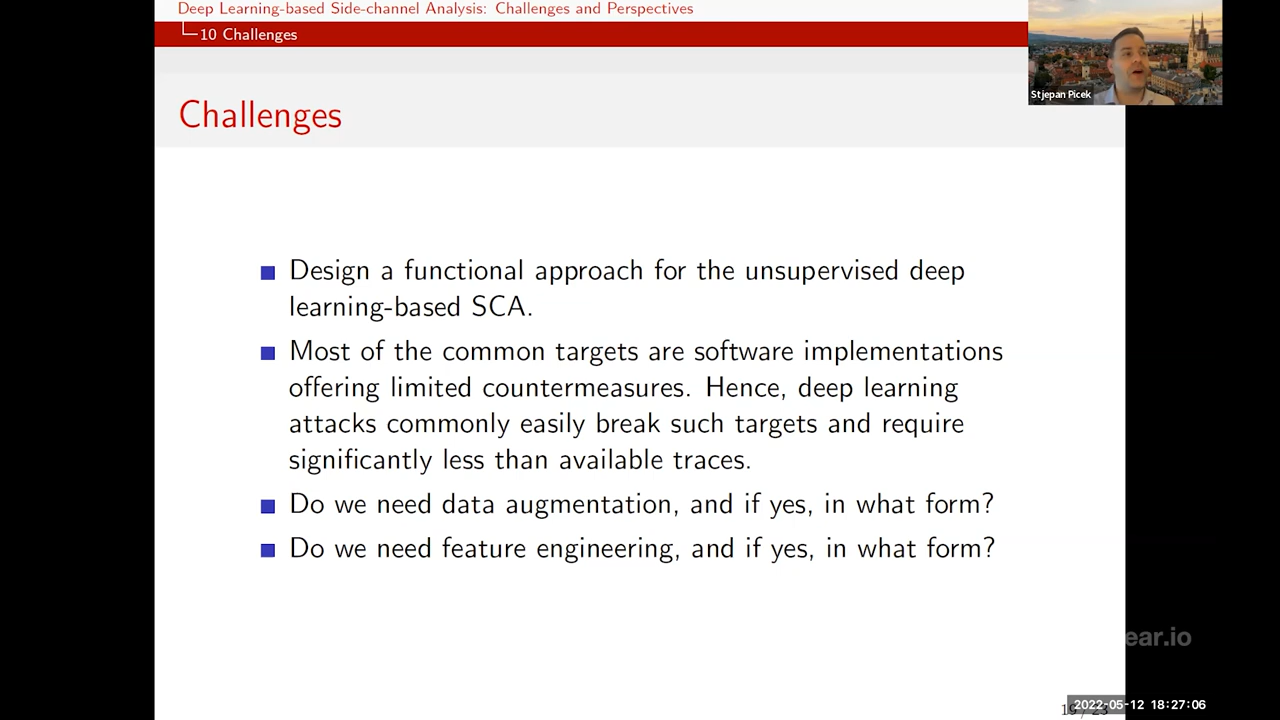 Deep Learning-based Side-channel Analysis: Challenges and Perspectives
10 Challenges
Stjepan Picek
Challenges
Design a functional approach for the unsupervised deep
learning-based SCA.
Most of the common targets are software implementations
offering limited countermeasures. Hence, deep learning
attacks commonly easily break such targets and require
significantly less than available traces.
Do we need data augmentation, and if yes, in what form?
Do we need feature engineering, and if yes, in what form?
ear.io
2022-05-12 18:27:06